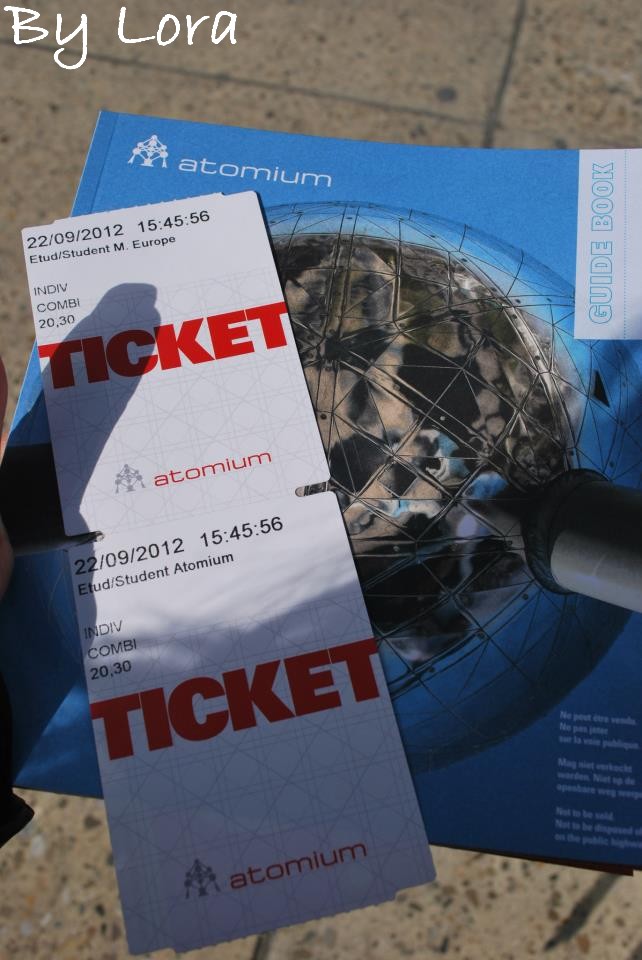 By Lora
atomium
GUIDE BOOK
22/09/2012 15:45:56
Etud/Student M. Europe
INDIV
COMBI
20,30
TICKET
atomium
22/09/2012 15:45:56
Etud/Student Atomium
INDIV
COMBI
20,30
TICKET
atomium
Ne peut être vendu.
Ne pas jeter
sur la voie publique.
Mag niet verkocht
worden. Niet op de
openbare weg
Not to be sold.
Not to be disposed
on the public